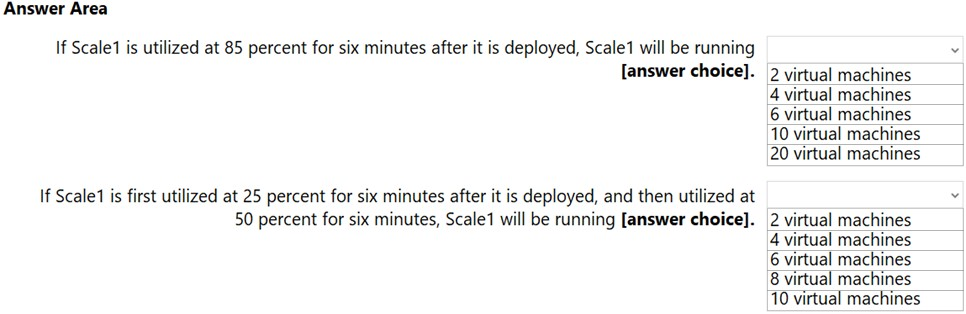 Answer Area
If Scale1 is utilized at 85 percent for six minutes after it is deployed, Scale1 will be running
[answer choice].
2 virtual machines
4 virtual machines
6 virtual machines
10 virtual machines
20 virtual machines
If Scale1 is first utilized at 25 percent for six minutes after it is deployed, and then utilized at
50 percent for six minutes, Scale1 will be running [answer choice].
2 virtual machines
4 virtual machines
6 virtual machines
8 virtual machines
10 virtual machines